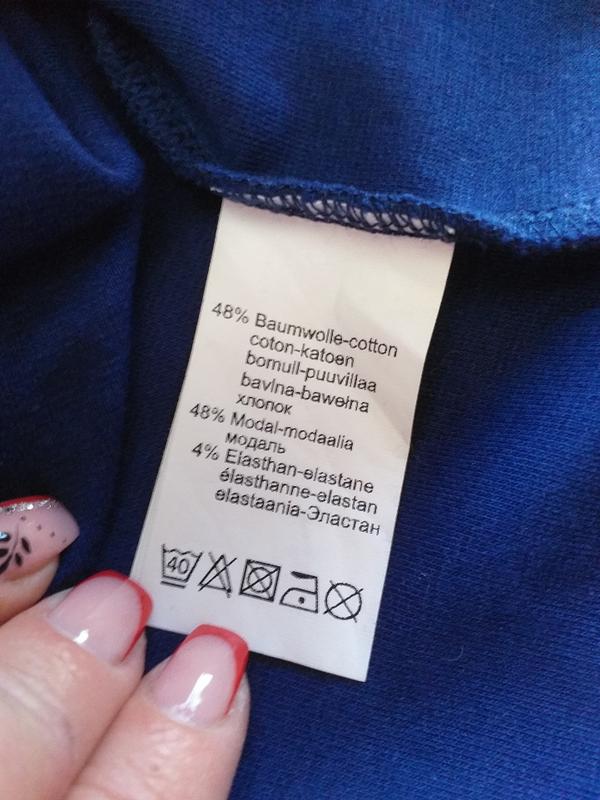 48% Baumwolle-cotton
coton-katoen
bomull-puuvillaa
bavlna-bawełna
хлопок
48% Modal-modaalia
модаль
4% Elasthan-elastane
élasthanne-elastan
elastaania-Эластан
40